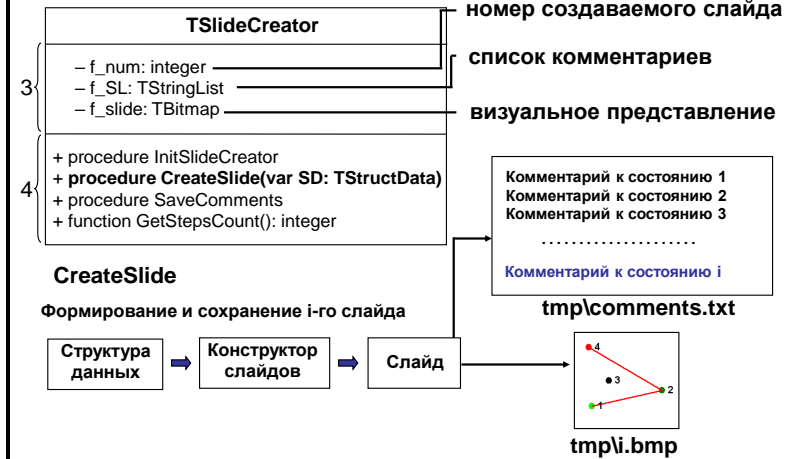 TSlideCreator
номер создаваемого слайда
3
– f_num: integer
– f_SL: TStringList
– f_slide: TBitmap
список комментариев
визуальное представление
4
+ procedure InitSlideCreator
+ procedure CreateSlide(var SD: TStructData)
+ procedure SaveComments
+ function GetStepsCount(): integer
Комментарий к состоянию 1
Комментарий к состоянию 2
Комментарий к состоянию 3
. . . . . . . . . . . . . . . . . . . . .
Комментарий к состоянию i
tmp\comments.txt
CreateSlide
Формирование и сохранение i-го слайда
Структура
данных
Конструктор
слайдов
Слайд
4
3
2
1
tmp\i.bmp